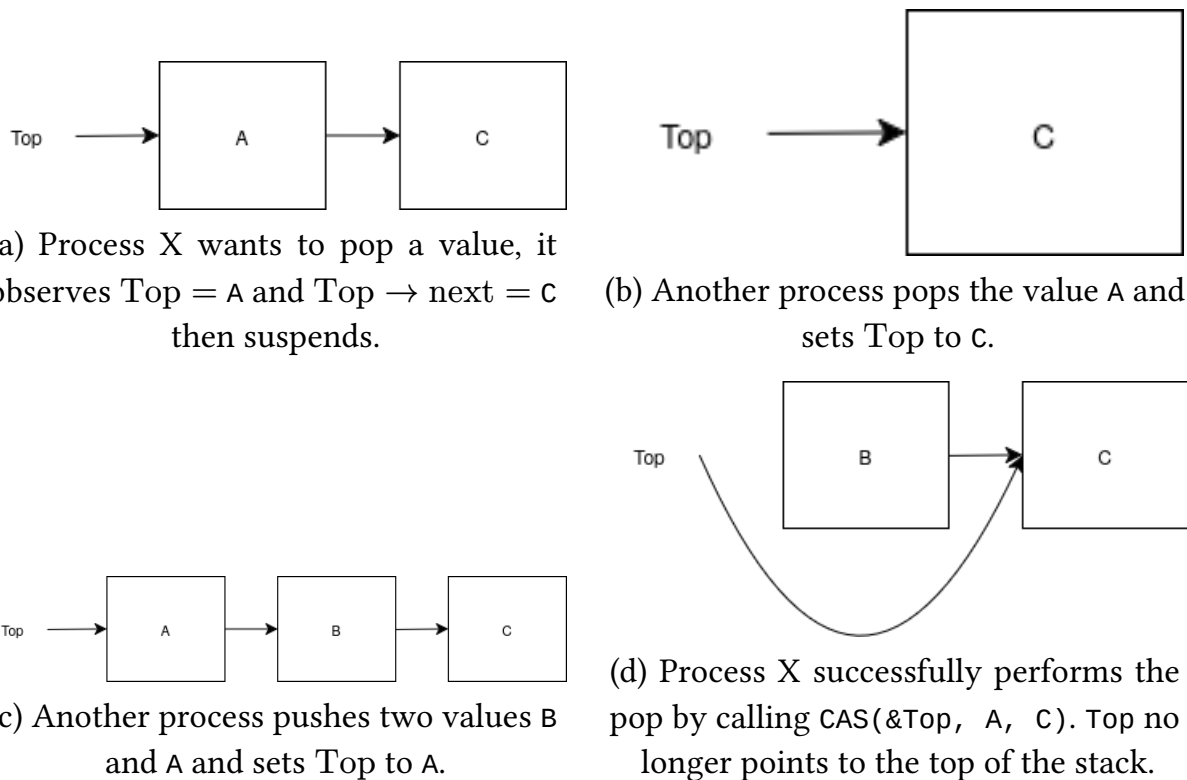 Top A C
a) Process X wants to pop a value, it
observes Top = A and Top → next = C
then suspends.
Top C
(b) Another process pops the value A and
sets Top to C.
Top A B C
c) Another process pushes two values B
and A and sets Top to A.
Top B C
(d) Process X successfully performs the
pop by calling CAS(&Top, A, C). Top no
longer points to the top of the stack.